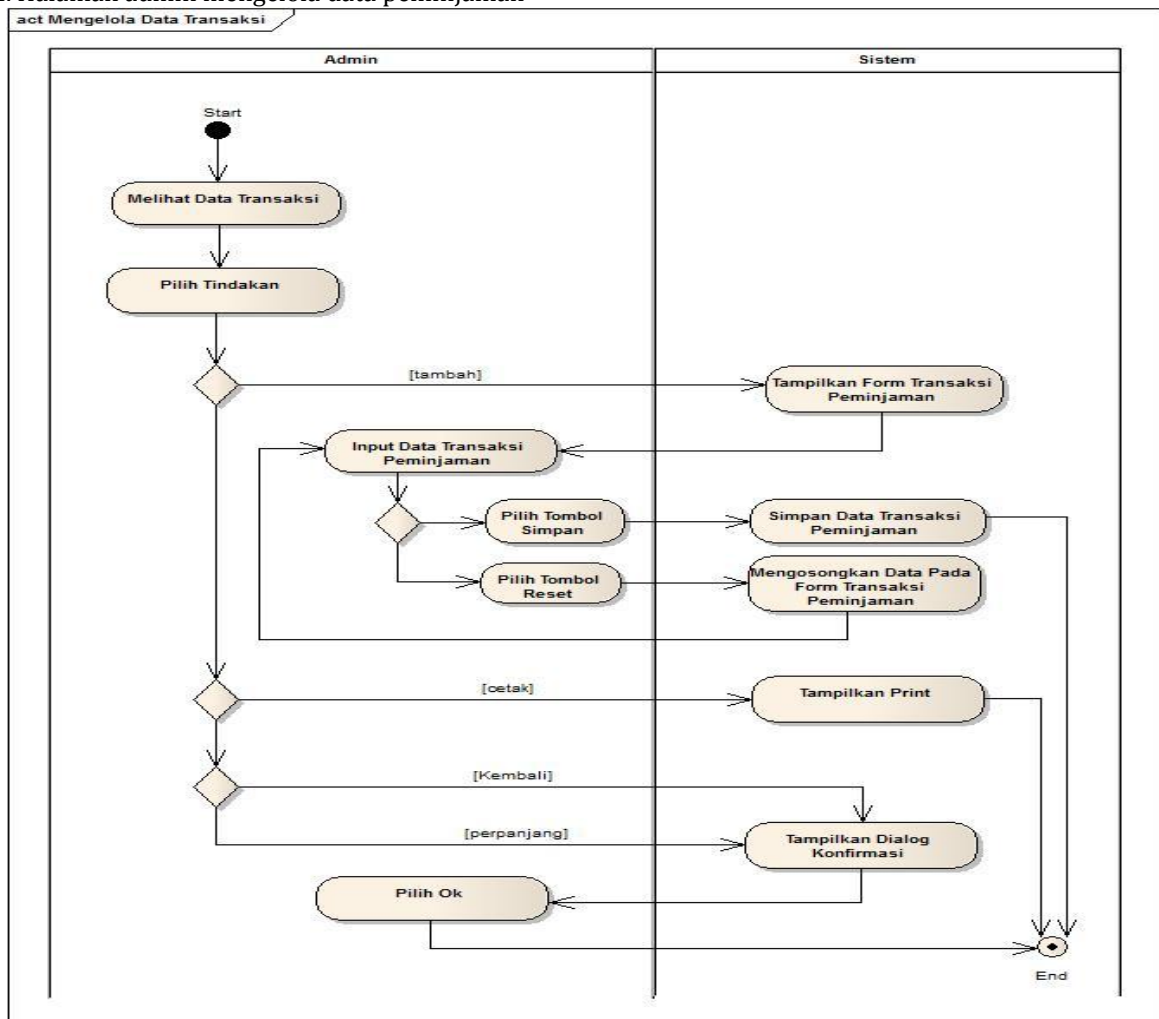 act Mengelola Data Transaksi
Admin
Sistem
Start
Melihat Data Transaksi
Pilih Tindakan
[tambah]
Tampilkan Form Transaksi
Peminjaman
Input Data Transaksi
Peminjaman
Pilih Tombol
Simpan
Simpan Data Transaksi
Peminjaman
Pilih Tombol
Reset
Mengosongkan Data Pada
Form Transaksi
Peminjaman
[cetak]
Tampilkan Print
[Kembali]
[perpanjang]
Tampilkan Dialog
Konfirmasi
Pilih Ok
End